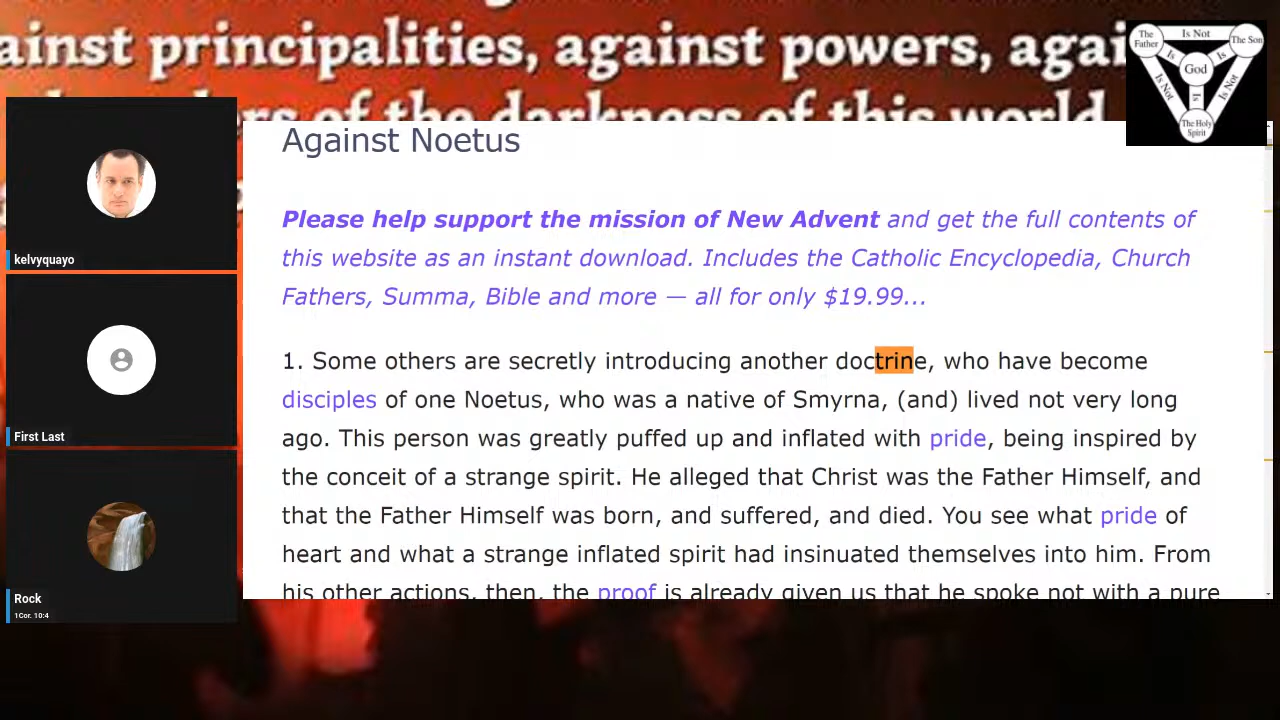 ainst principalities, against powers, agai
ers of the darkness of this world
The Father
Is Not
The Son
Is
Is
God
Is Not
Is
Is Not
The Holy Spirit
Against Noetus
Please help support the mission of New Advent and get the full contents of
this website as an instant download. Includes the Catholic Encyclopedia, Church
Fathers, Summa, Bible and more — all for only $19.99...
1. Some others are secretly introducing another doctrine, who have become
disciples of one Noetus, who was a native of Smyrna, (and) lived not very long
ago. This person was greatly puffed up and inflated with pride, being inspired by
the conceit of a strange spirit. He alleged that Christ was the Father Himself, and
that the Father Himself was born, and suffered, and died. You see what pride of
heart and what a strange inflated spirit had insinuated themselves into him. From
his other actions, then, the proof is already given us that he spoke not with a pure
kelvyquayo
First Last
Rock
1Cor. 10:4